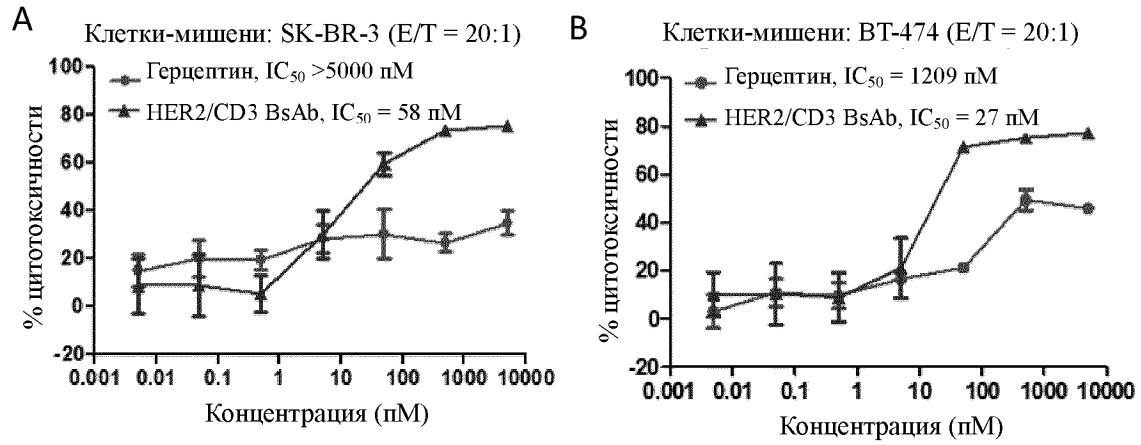 A
Клетки-мишени: SK-BR-3 (E/T = 20:1)
Герцептин, IC50 >5000 пМ
HER2/CD3 BsAb, IC50 = 58 пМ
% цитотоксичности
100
80
60
40
20
0
-20
0.001 0.01 0.1 1 10 100 1000 10000
Концентрация (пМ)
B
Клетки-мишени: BT-474 (E/T = 20:1)
Герцептин, IC50 = 1209 пМ
HER2/CD3 BsAb, IC50 = 27 пМ
% цитотоксичности
100
80
60
40
20
0
-20
0.001 0.01 0.1 1 10 100 1000 10000
Концентрация (пМ)